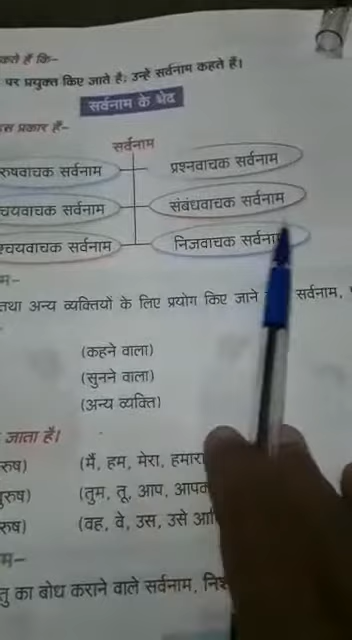 कहते हैं कि–
पर प्रयुक्त किए जाते है; उन्हें सर्वनाम कहते हैं।
सर्वनाम के भेद
इस प्रकार हैं–
सर्वनाम
रुषवाचक सर्वनाम प्रश्नवाचक सर्वनाम
चयवाचक सर्वनाम संबंधवाचक सर्वनाम
श्चयवाचक सर्वनाम निजवाचक सर्वनाम
तथा अन्य व्यक्तियों के लिए प्रयोग किए जाने सर्वनाम,
(कहने वाला)
(सुनने वाला)
(अन्य व्यक्ति)
जाता है।
रुष) (मैं, हम, मेरा, हमारा
पुरुष) (तुम, तू, आप, आपक
रुष) (वह, वे, उस, उसे आ
तु का बोध कराने वाले सर्वनाम, निश्